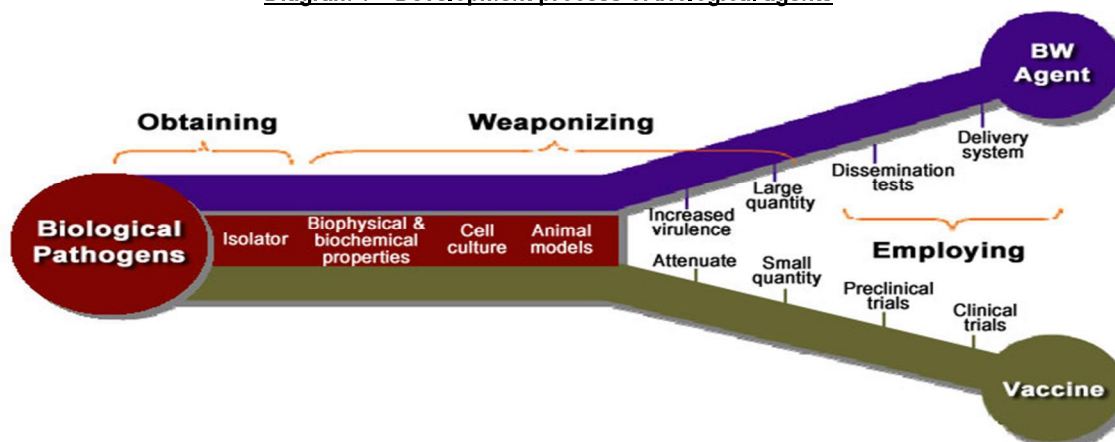 Obtaining
Weaponizing
BW
Agent
Delivery
system
Dissemination
tests
Large
quantity
Increased
virulence
Biological
Pathogens
Isolator
Biophysical &
biochemical
properties
Cell
culture
Animal
models
Employing
Attenuate
Small
quantity
Preclinical
trials
Clinical
trials
Vaccine